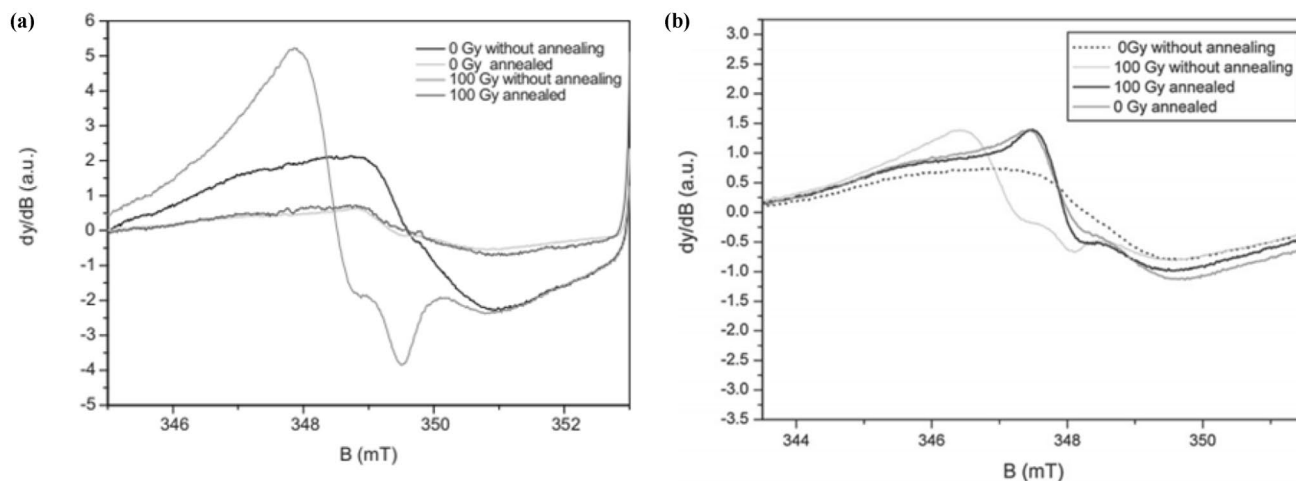 (a)
6
5
4
3
2
1
0
-1
-2
-3
-4
-5
dy/dB (a.u.)
0 Gy without annealing
0 Gy annealed
100 Gy without annealing
100 Gy annealed
346
348
350
352
B (mT)
(b)
3.0
2.5
2.0
1.5
1.0
0.5
0.0
-0.5
-1.0
-1.5
-2.0
-2.5
-3.0
-3.5
dy/dB (a.u.)
0Gy without annealing
100 Gy without annealing
100 Gy annealed
0 Gy annealed
344
346
348
350
B (mT)